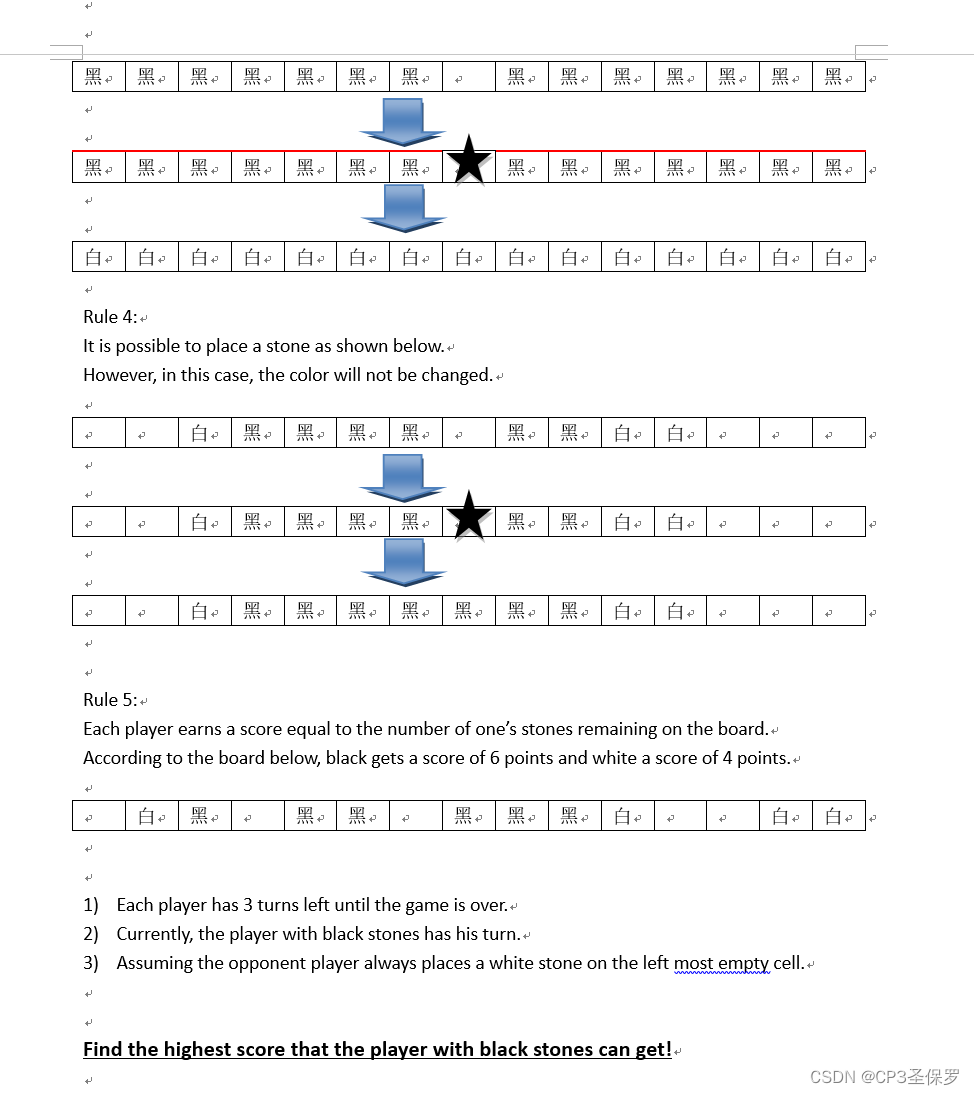 黑 黑 黑 黑 黑 黑 黑 黑 黑 黑 黑 黑 黑 黑
黑 黑 黑 黑 黑 黑 黑 黑 黑 黑 黑 黑 黑 黑
白 白 白 白 白 白 白 白 白 白 白 白 白 白 白
Rule 4:
It is possible to place a stone as shown below.
However, in this case, the color will not be changed.
白 黑 黑 黑 黑 黑 黑 白 白
白 黑 黑 黑 黑 黑 黑 白 白
白 黑 黑 黑 黑 黑 黑 黑 白 白
Rule 5:
Each player earns a score equal to the number of one’s stones remaining on the board.
According to the board below, black gets a score of 6 points and white a score of 4 points.
白 黑 黑 黑 黑 黑 黑 白 白 白
1) Each player has 3 turns left until the game is over.
2) Currently, the player with black stones has his turn.
3) Assuming the opponent player always places a white stone on the left most empty cell.
Find the highest score that the player with black stones can get!
CSDN @CP3圣保罗